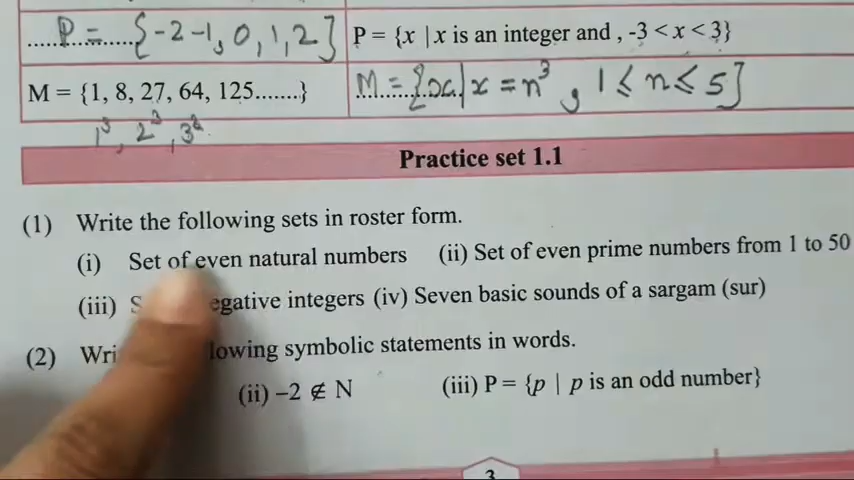 P = {-2 -1, 0, 1, 2} P = {x | x is an integer and , -3 < x < 3}
M = {1, 8, 27, 64, 125.......} M = {x | x = n³ , 1 ≤ n ≤ 5}
1³, 2³, 3³
Practice set 1.1
(1) Write the following sets in roster form.
(i) Set of even natural numbers (ii) Set of even prime numbers from 1 to 50
(iii) egative integers (iv) Seven basic sounds of a sargam (sur)
(2) Wri lowing symbolic statements in words.
(ii) -2 ∉ N (iii) P = {p | p is an odd number}
3